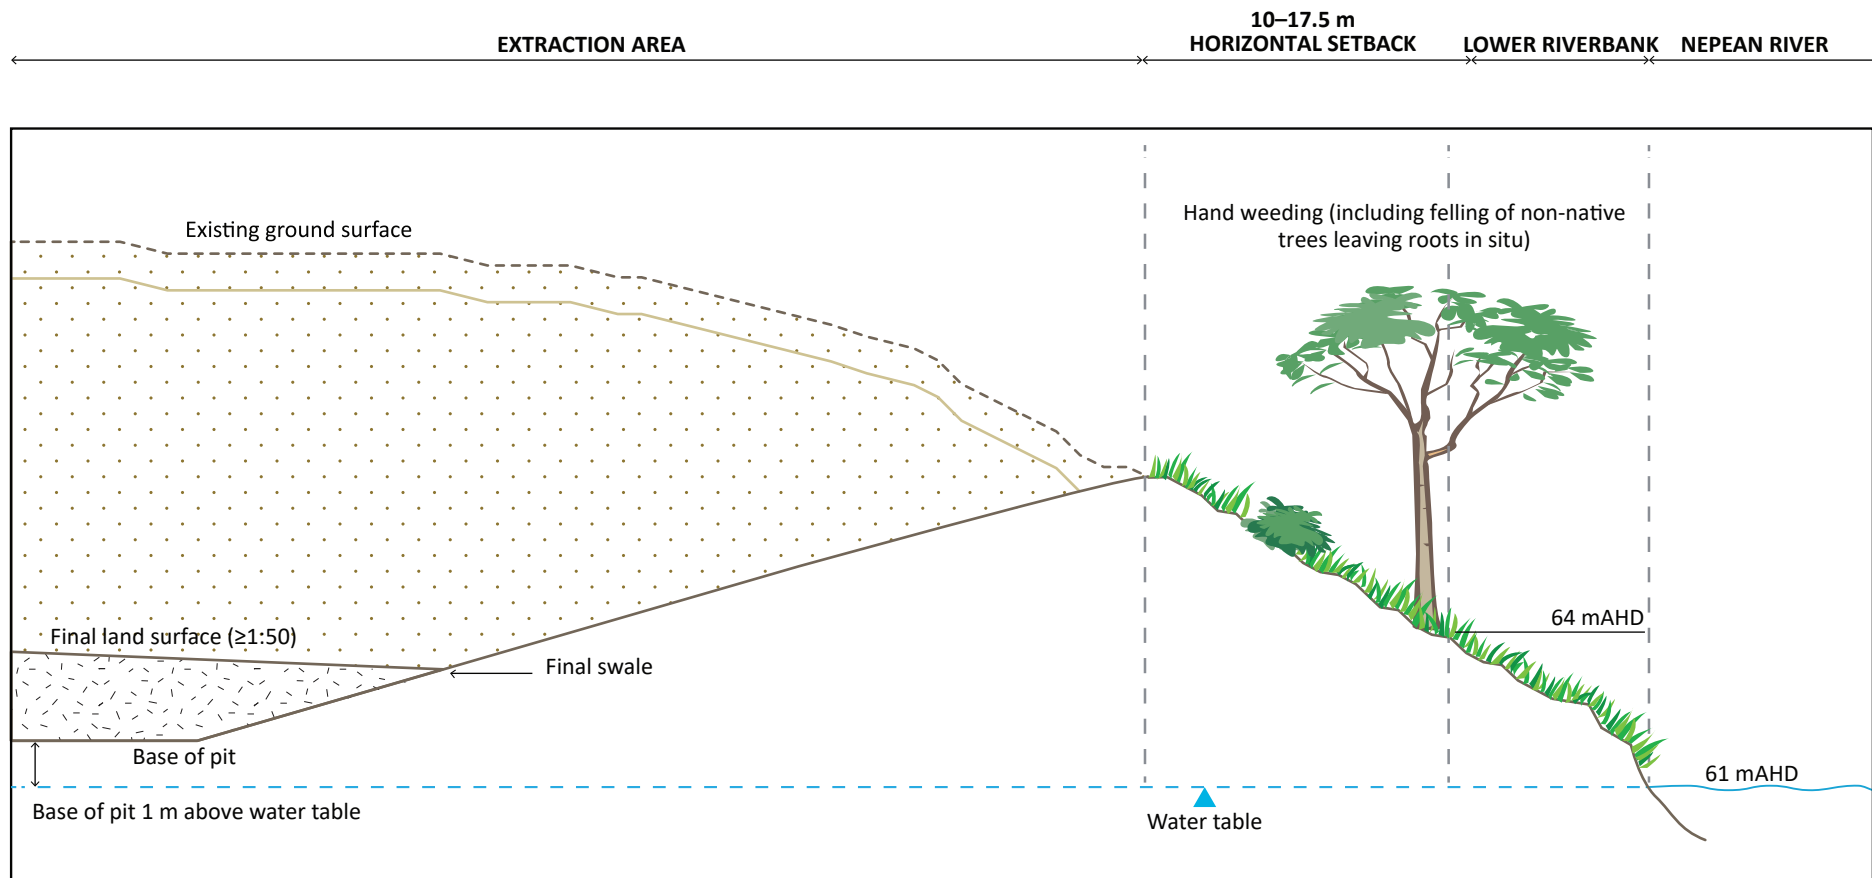 EXTRACTION AREA
10–17.5 m
HORIZONTAL SETBACK
LOWER RIVERBANK
NEPEAN RIVER
Existing ground surface
Hand weeding (including felling of non-native
trees leaving roots in situ)
64 mAHD
Final land surface (≥1:50)
Final swale
Base of pit
61 mAHD
Base of pit 1 m above water table
Water table